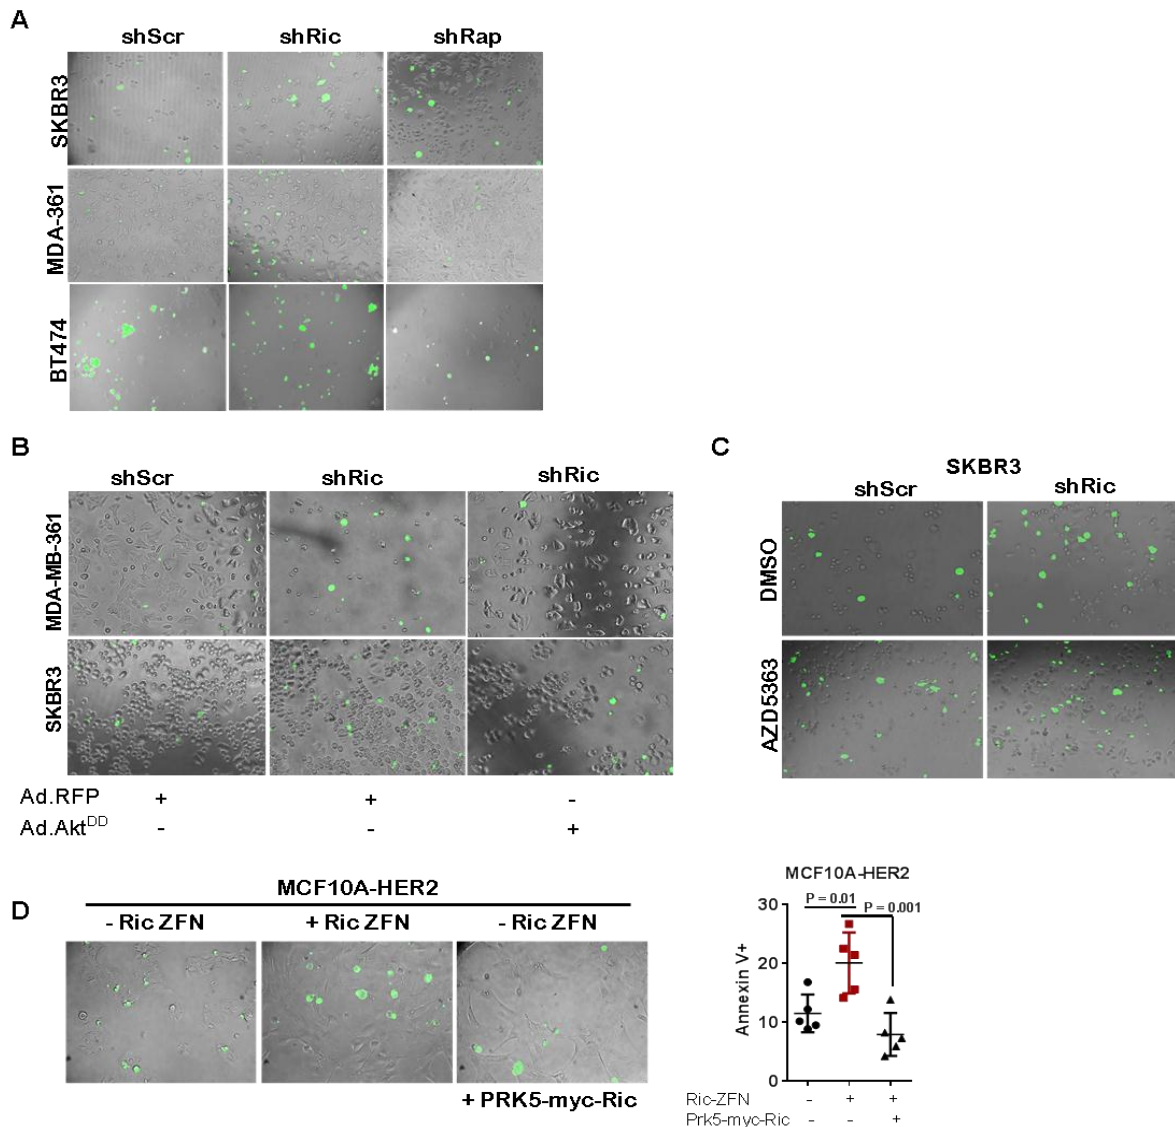 A
shScr shRic shRap
SKBR3
MDA-361
BT474
B
shScr shRic shRic
MDA-MB-361
SKBR3
Ad.RFP + + -
Ad.AktDD - - +
C
SKBR3
shScr shRic
DMSO
AZD5363
D
MCF10A-HER2
- Ric ZFN + Ric ZFN - Ric ZFN
+ PRK5-myc-Ric
MCF10A-HER2
P = 0.01
P = 0.001
Annexin V+
30
20
10
0
Ric-ZFN - + +
Prk5-myc-Ric +